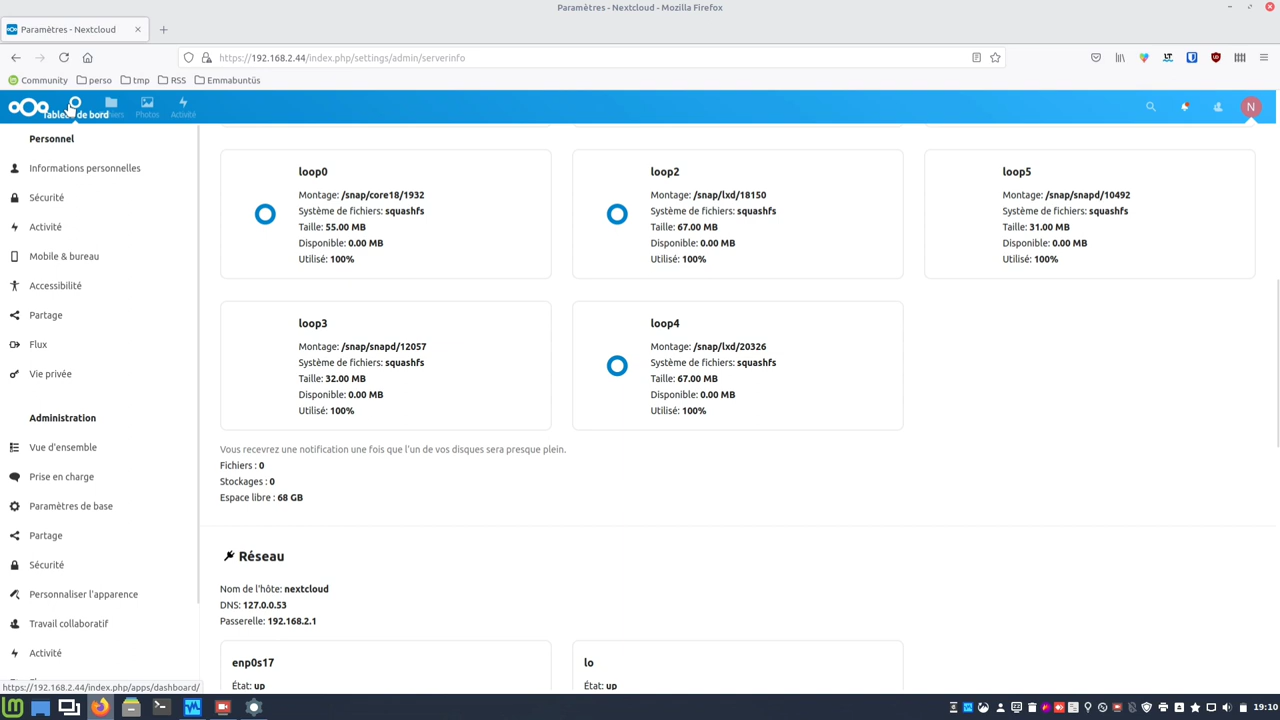 Paramètres - Nextcloud - Mozilla Firefox
Paramètres - Nextcloud
https://192.168.2.44/index.php/settings/admin/serverinfo
Community perso tmp RSS Emmabuntüs
Tableau de bord Photos Activité
N
Personnel
Informations personnelles
Sécurité
Activité
Mobile & bureau
Accessibilité
Partage
Flux
Vie privée
Administration
Vue d'ensemble
Prise en charge
Paramètres de base
Partage
Sécurité
Personnaliser l'apparence
Travail collaboratif
Activité
loop0
Montage: /snap/core18/1932
Système de fichiers: squashfs
Taille: 55.00 MB
Disponible: 0.00 MB
Utilisé: 100%
loop2
Montage: /snap/lxd/18150
Système de fichiers: squashfs
Taille: 67.00 MB
Disponible: 0.00 MB
Utilisé: 100%
loop5
Montage: /snap/snapd/10492
Système de fichiers: squashfs
Taille: 31.00 MB
Disponible: 0.00 MB
Utilisé: 100%
loop3
Montage: /snap/snapd/12057
Système de fichiers: squashfs
Taille: 32.00 MB
Disponible: 0.00 MB
Utilisé: 100%
loop4
Montage: /snap/lxd/20326
Système de fichiers: squashfs
Taille: 67.00 MB
Disponible: 0.00 MB
Utilisé: 100%
Vous recevrez une notification une fois que l'un de vos disques sera presque plein.
Fichiers : 0
Stockages : 0
Espace libre : 68 GB
Réseau
Nom de l'hôte: nextcloud
DNS: 127.0.0.53
Passerelle: 192.168.2.1
enp0s17
État: up
lo
État: up
https://192.168.2.44/index.php/apps/dashboard/
19:10